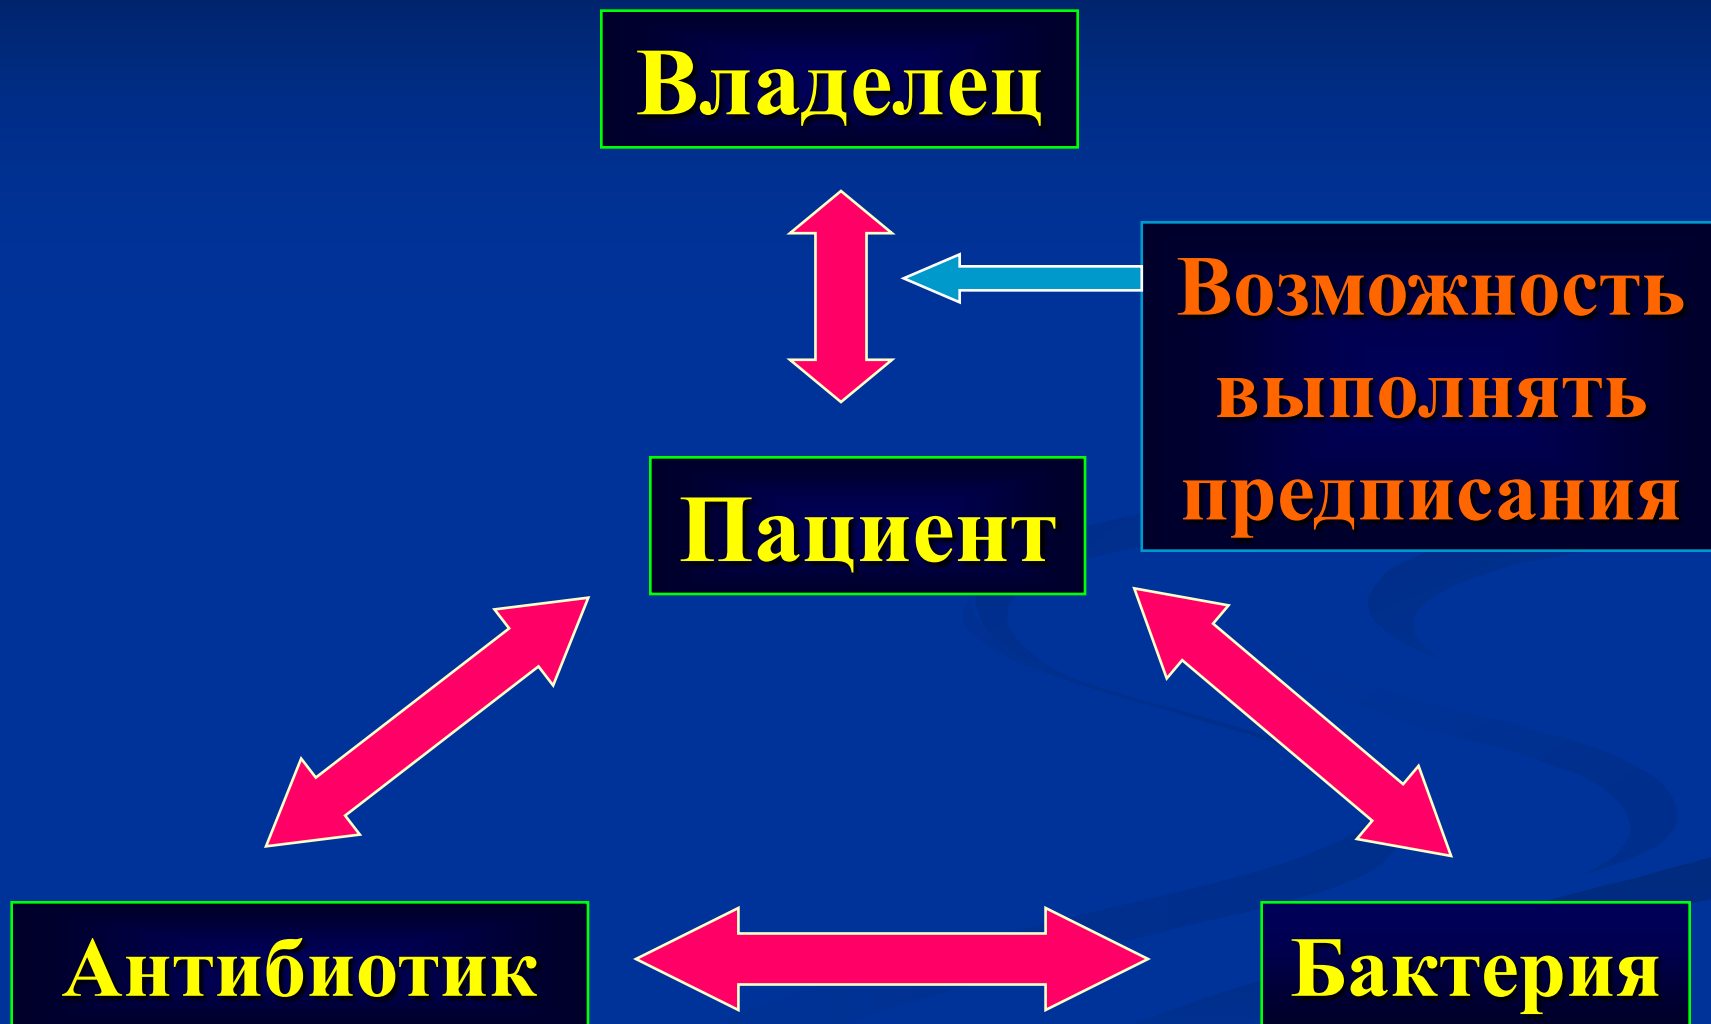 Владелец
Возможность
выполнять
предписания
Пациент
Антибиотик
Бактерия